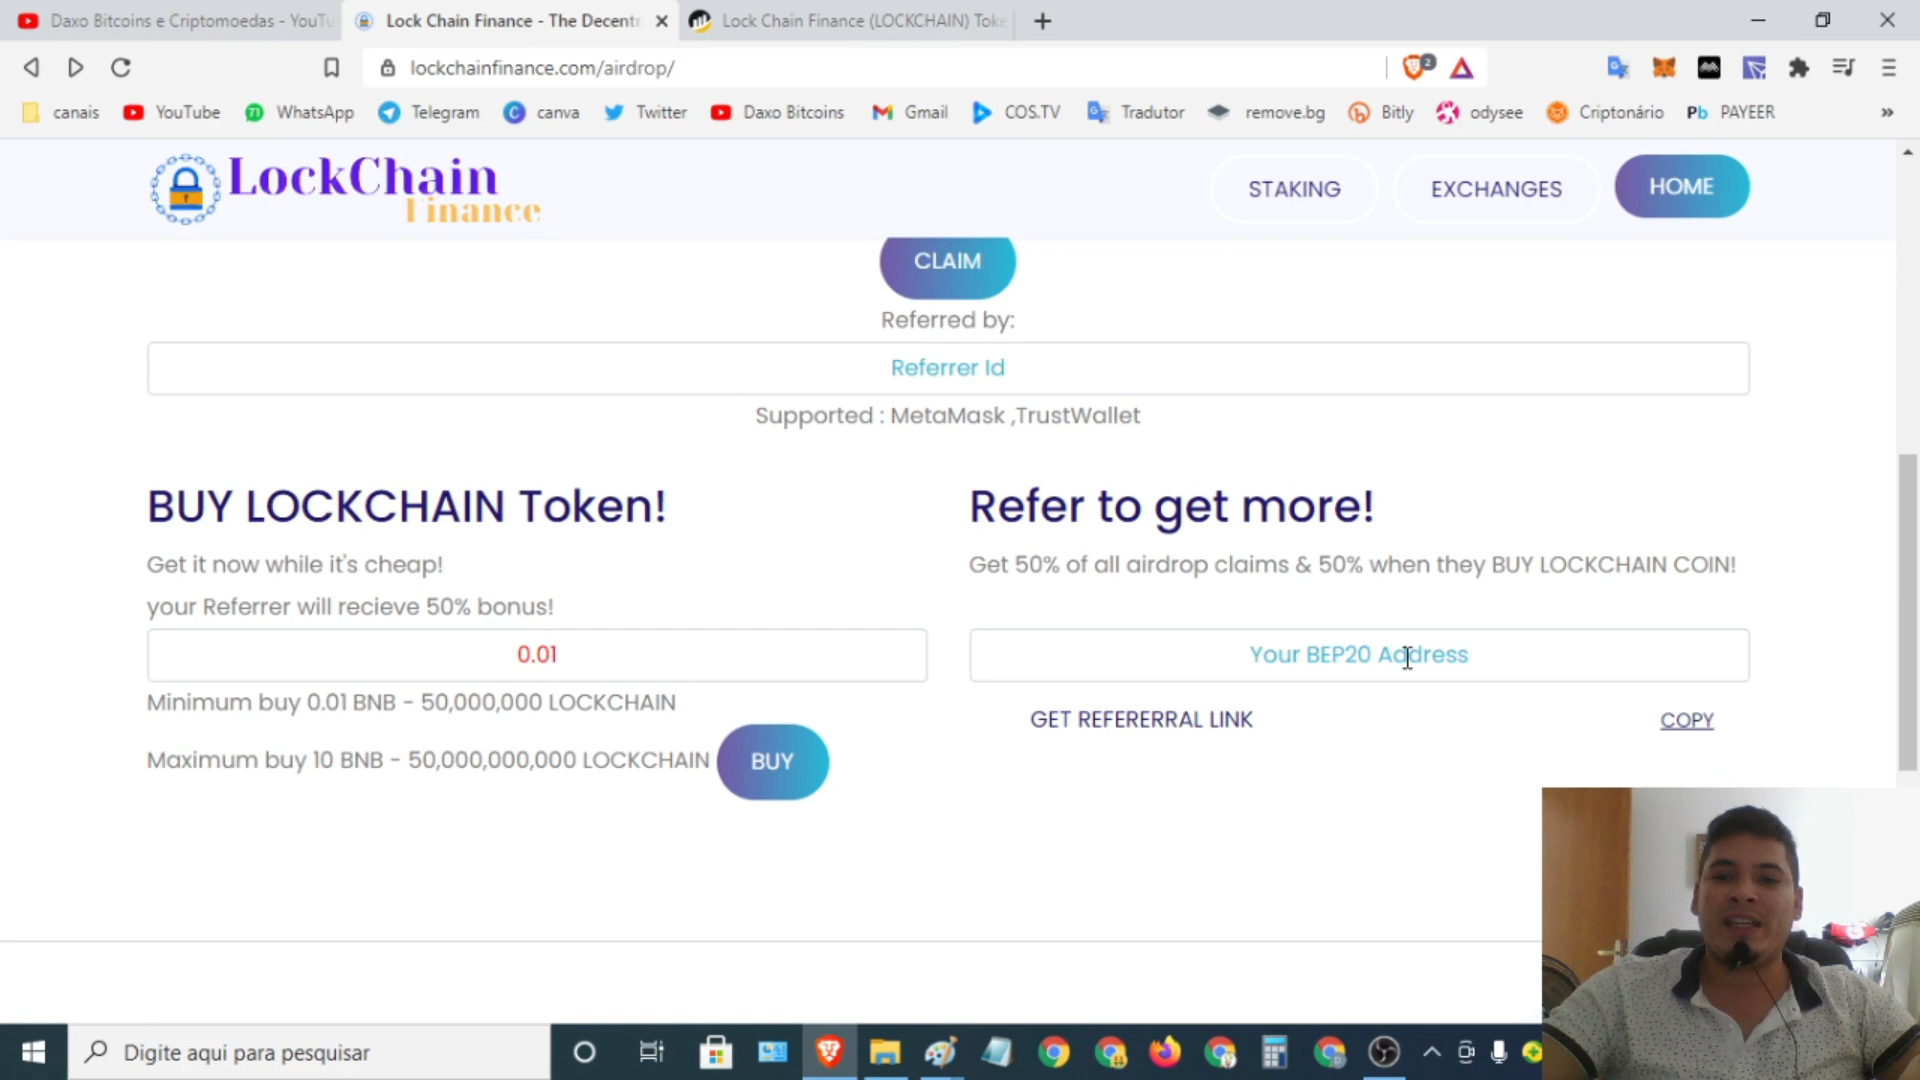 Daxo Bitcoins e Criptomoedas - YouTu
Lock Chain Finance - The Decentr
Lock Chain Finance (LOCKCHAIN) Toke
lockchainfinance.com/airdrop/
2
canais
YouTube
WhatsApp
Telegram
canva
Twitter
Daxo Bitcoins
Gmail
COS.TV
Tradutor
remove.bg
Bitly
odysee
Criptonário
Pb PAYEER
LockChain
Finance
STAKING
EXCHANGES
HOME
CLAIM
Referred by:
Referrer Id
Supported : MetaMask ,TrustWallet
BUY LOCKCHAIN Token!
Get it now while it's cheap!
your Referrer will recieve 50% bonus!
0.01
Minimum buy 0.01 BNB - 50,000,000 LOCKCHAIN
Maximum buy 10 BNB - 50,000,000,000 LOCKCHAIN
BUY
Refer to get more!
Get 50% of all airdrop claims & 50% when they BUY LOCKCHAIN COIN!
Your BEP20 Address
GET REFERERRAL LINK
COPY
Digite aqui para pesquisar